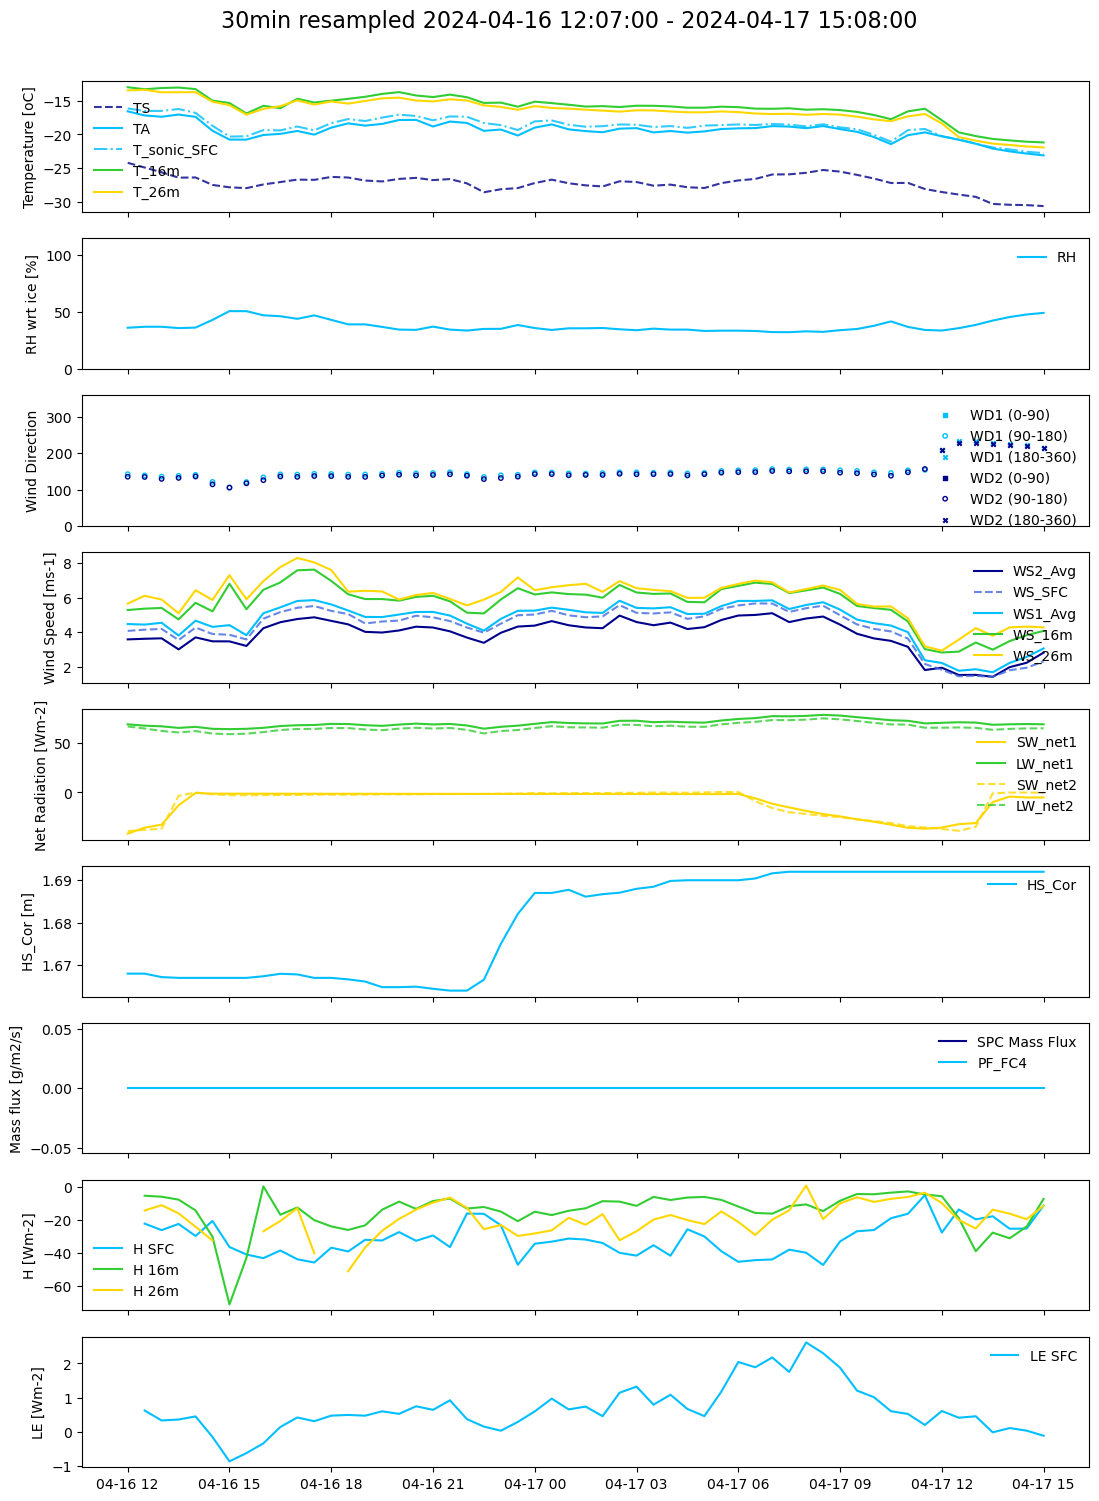 30min resampled 2024-04-16 12:07:00 - 2024-04-17 15:08:00
Temperature [oC]
−15
−20
−25
−30
TS
TA
T_sonic_SFC
T_16m
T_26m
RH wrt ice [%]
100
50
0
RH
Wind Direction
300
200
100
0
WD1 (0-90)
WD1 (90-180)
WD1 (180-360)
WD2 (0-90)
WD2 (90-180)
WD2 (180-360)
Wind Speed [ms-1]
8
6
4
2
WS2_Avg
WS_SFC
WS1_Avg
WS_16m
WS_26m
Net Radiation [Wm-2]
50
0
SW_net1
LW_net1
SW_net2
LW_net2
HS_Cor [m]
1.69
1.68
1.67
HS_Cor
Mass flux [g/m2/s]
0.05
0.00
−0.05
SPC Mass Flux
PF_FC4
H [Wm-2]
0
−20
−40
−60
H SFC
H 16m
H 26m
LE [Wm-2]
2
1
0
−1
LE SFC
04-16 12
04-16 15
04-16 18
04-16 21
04-17 00
04-17 03
04-17 06
04-17 09
04-17 12
04-17 15